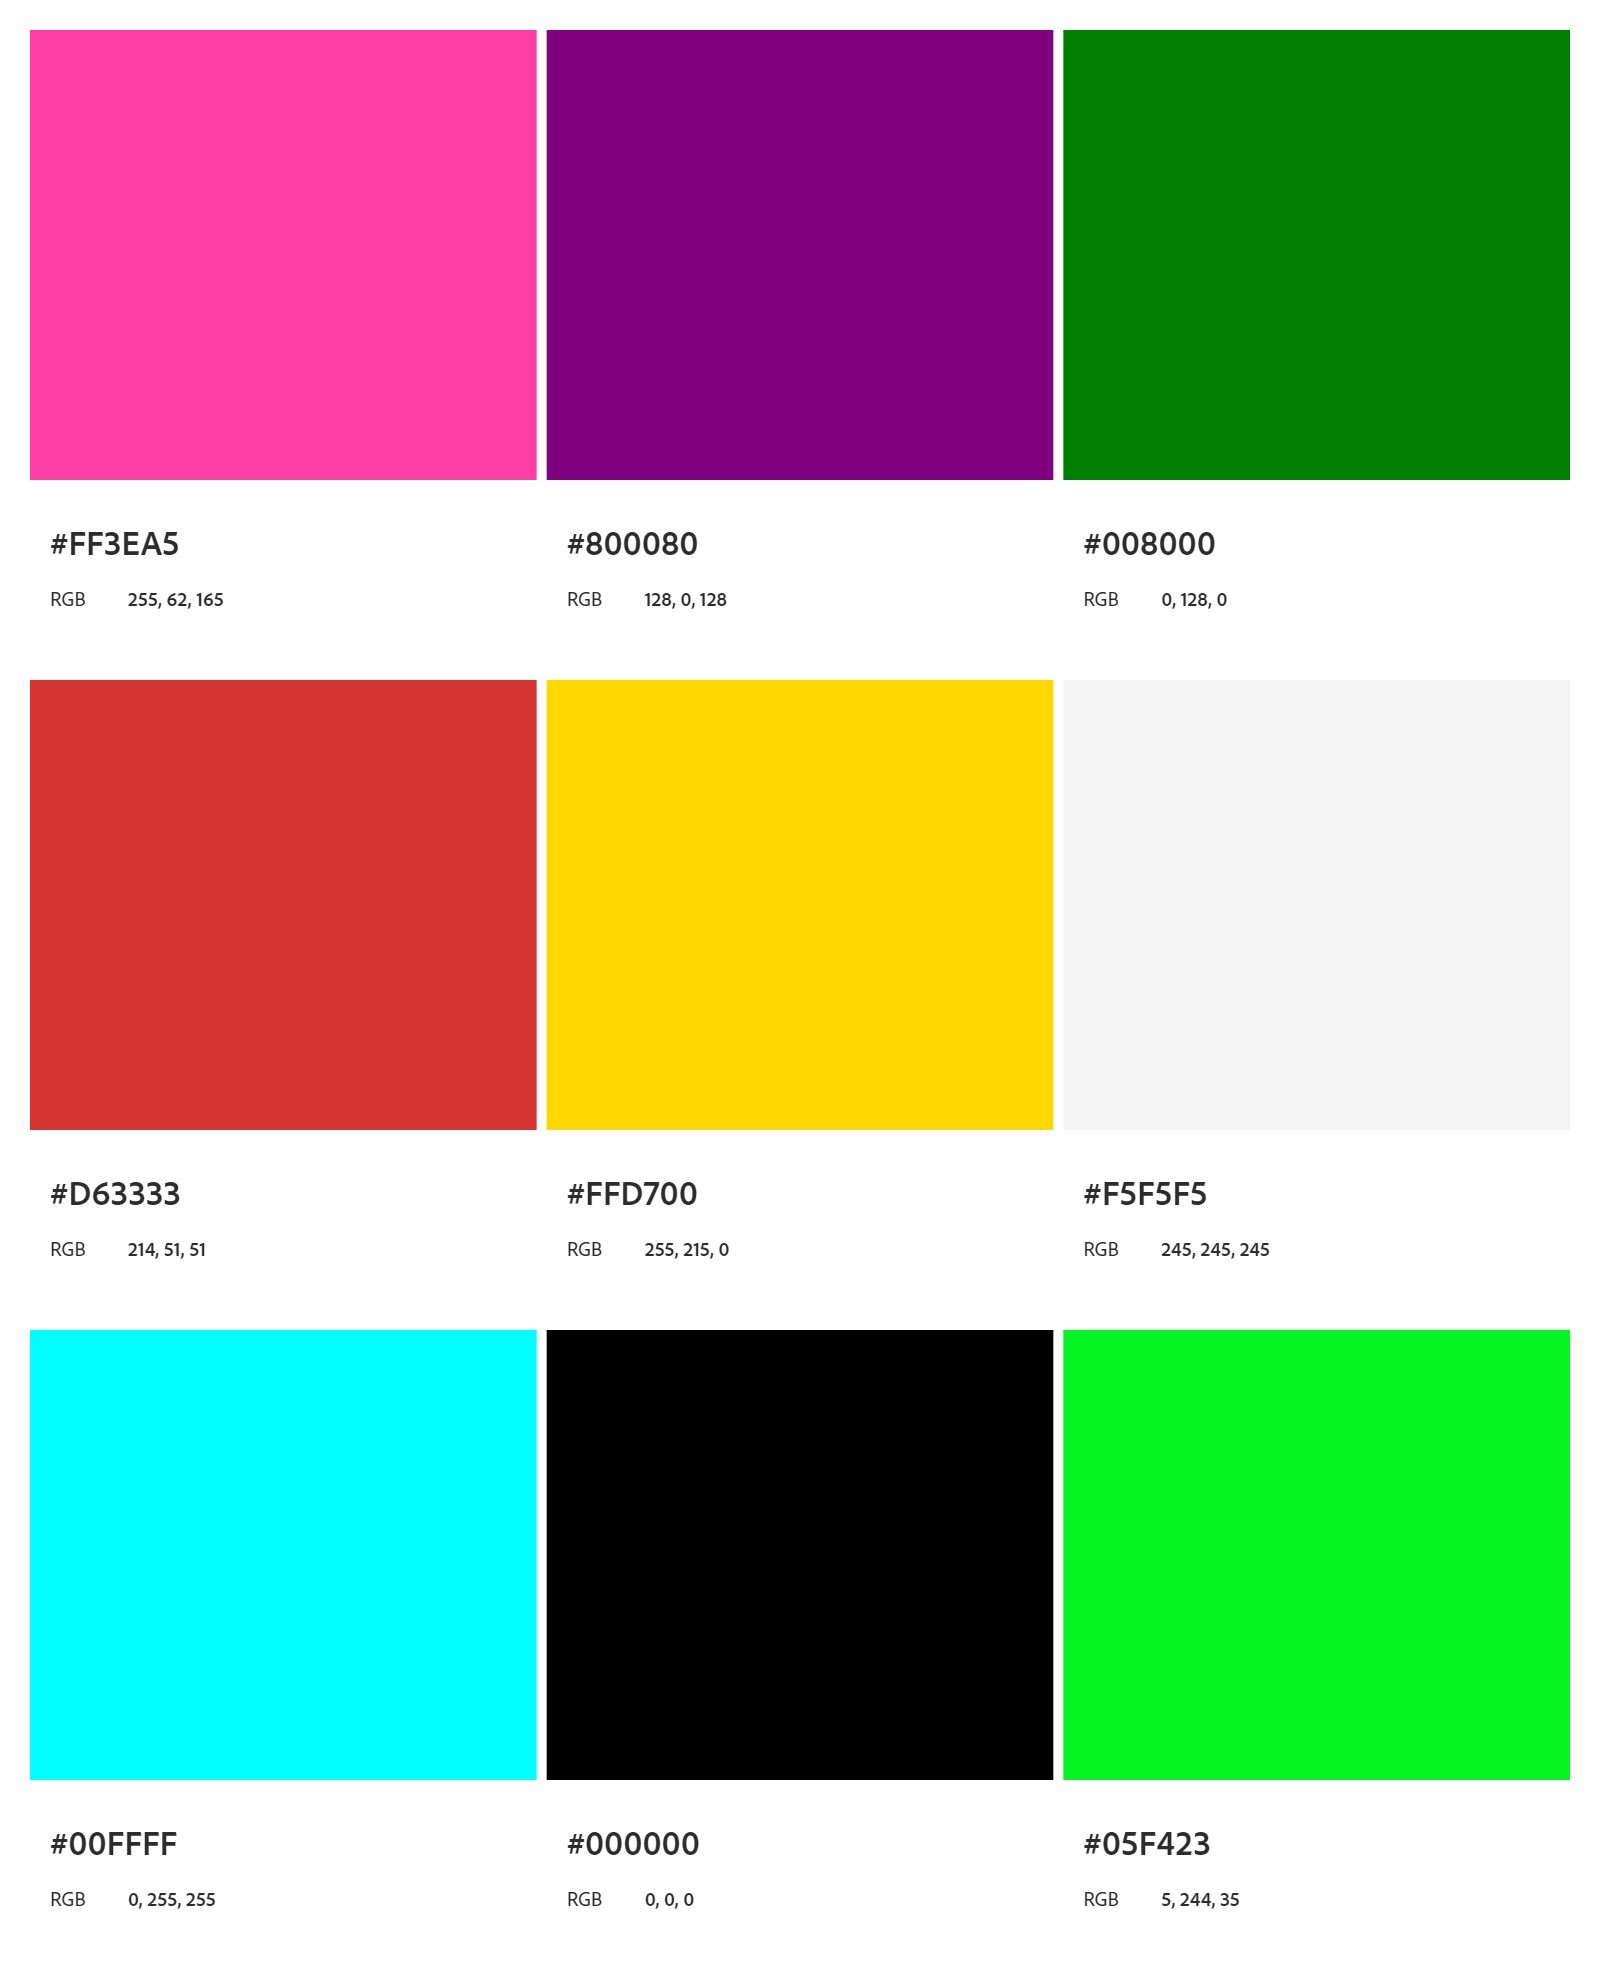 #FF3EA5
#800080
#008000
RGB 255, 62, 165
RGB 128, 0, 128
RGB 0, 128, 0
#D63333
#FFD700
#F5F5F5
RGB 214, 51, 51
RGB 255, 215, 0
RGB 245, 245, 245
#00FFFF
#000000
#05F423
RGB 0, 255, 255
RGB 0, 0, 0
RGB 5, 244, 35